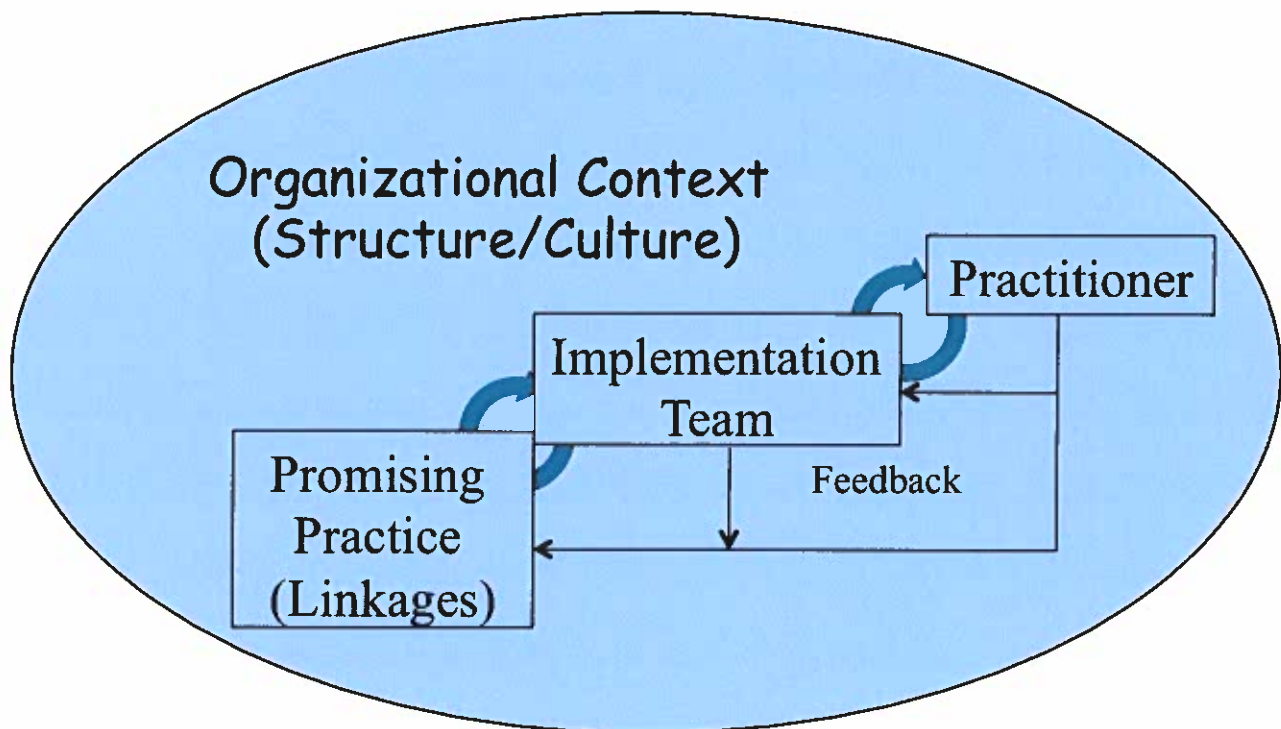 Organizational Context
(Structure/Culture)
Practitioner
Implementation
Team
Feedback
Promising
Practice
(Linkages)